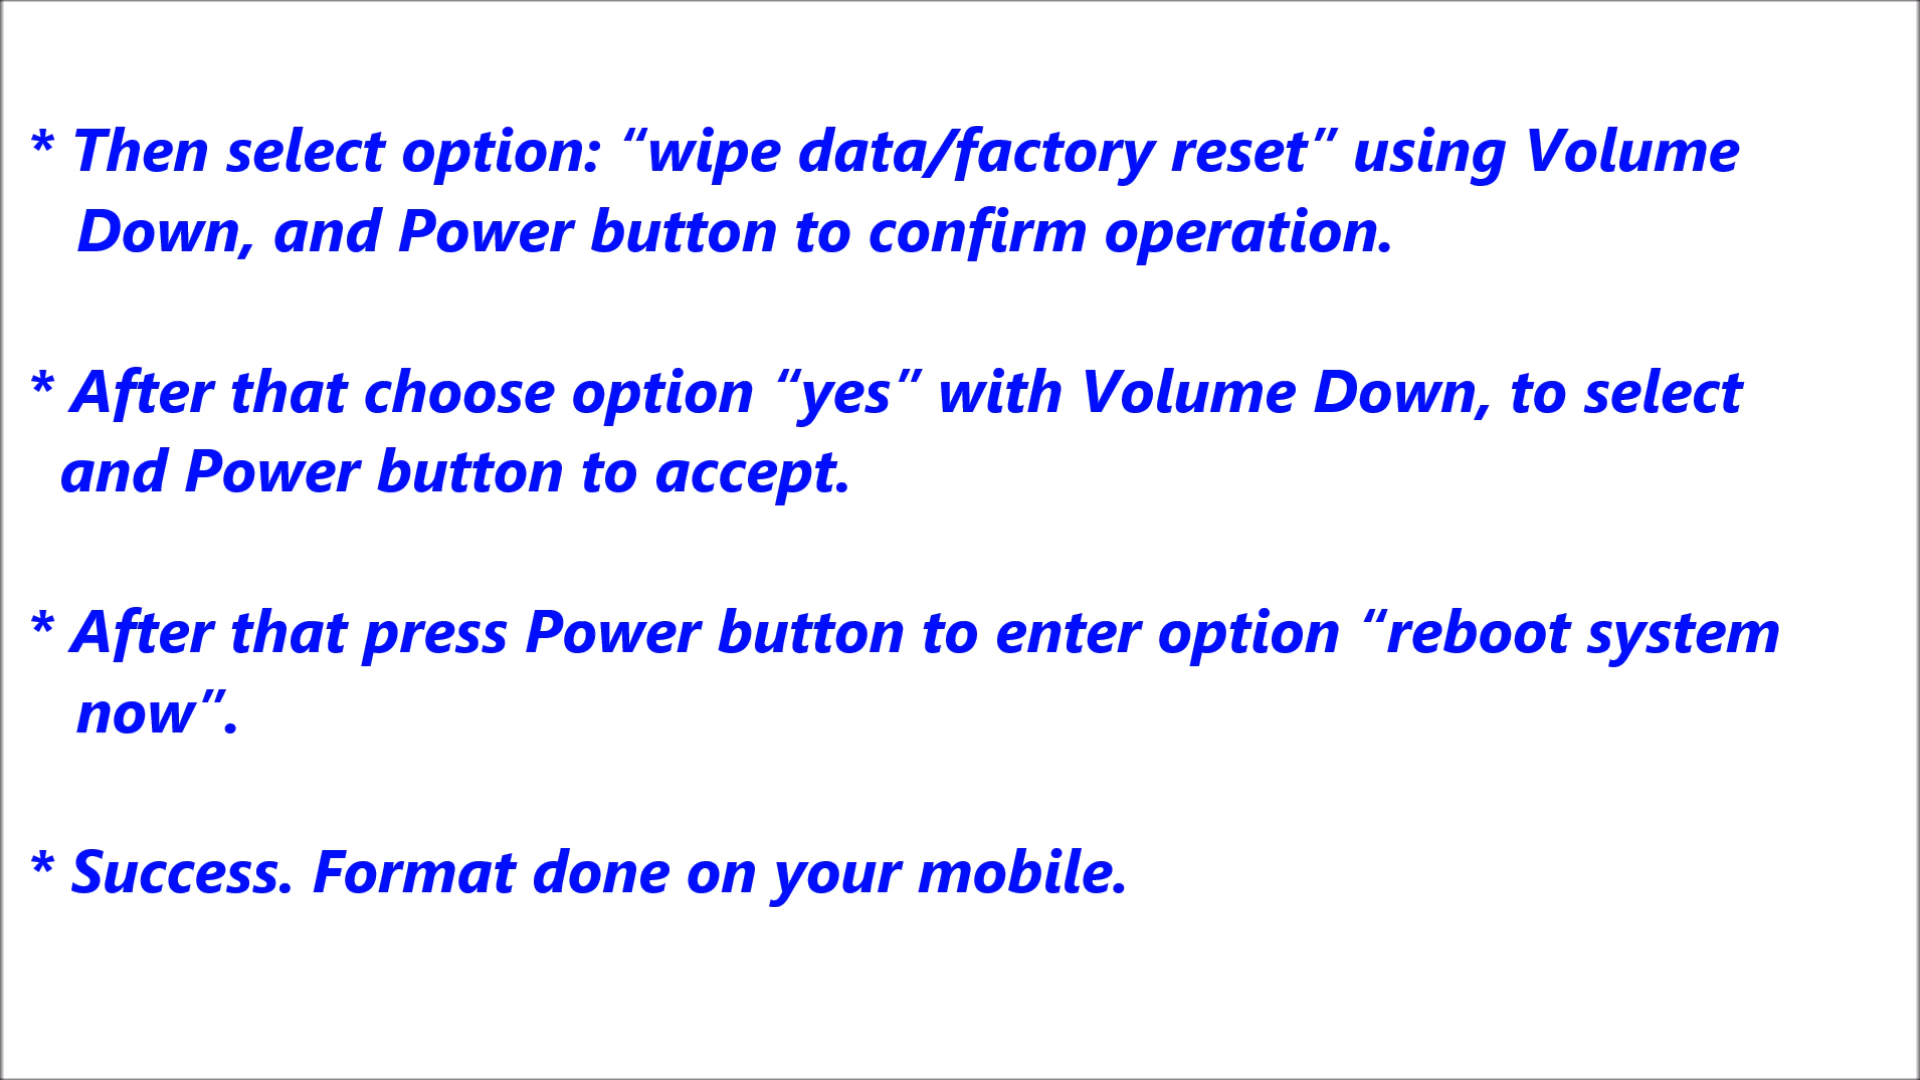 * Then select option: “wipe data/factory reset” using Volume
Down, and Power button to confirm operation.
* After that choose option “yes” with Volume Down, to select
and Power button to accept.
* After that press Power button to enter option “reboot system
now”.
* Success. Format done on your mobile.